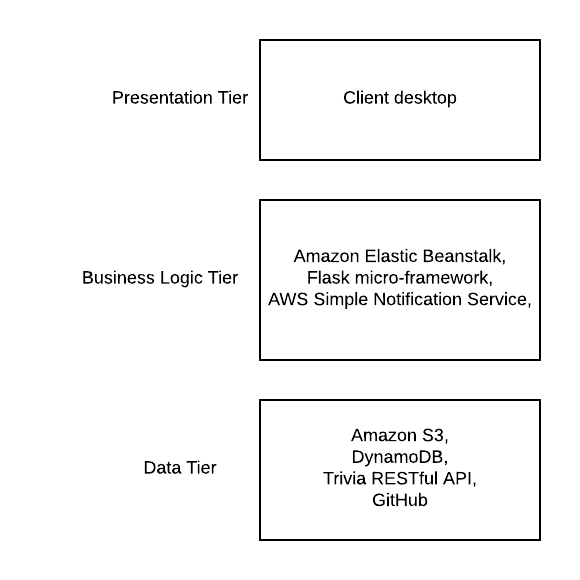 Presentation Tier
Client desktop
Business Logic Tier
Amazon Elastic Beanstalk,
Flask micro-framework,
AWS Simple Notification Service,
Data Tier
Amazon S3,
DynamoDB,
Trivia RESTful API,
GitHub